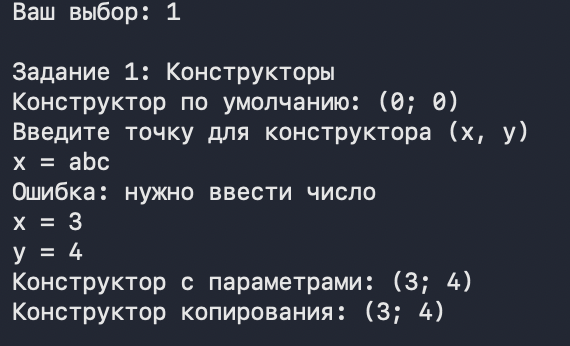 Ваш выбор: 1
Задание 1: Конструкторы
Конструктор по умолчанию: (0; 0)
Введите точку для конструктора (x, y)
x = abc
Ошибка: нужно ввести число
x = 3
y = 4
Конструктор с параметрами: (3; 4)
Конструктор копирования: (3; 4)